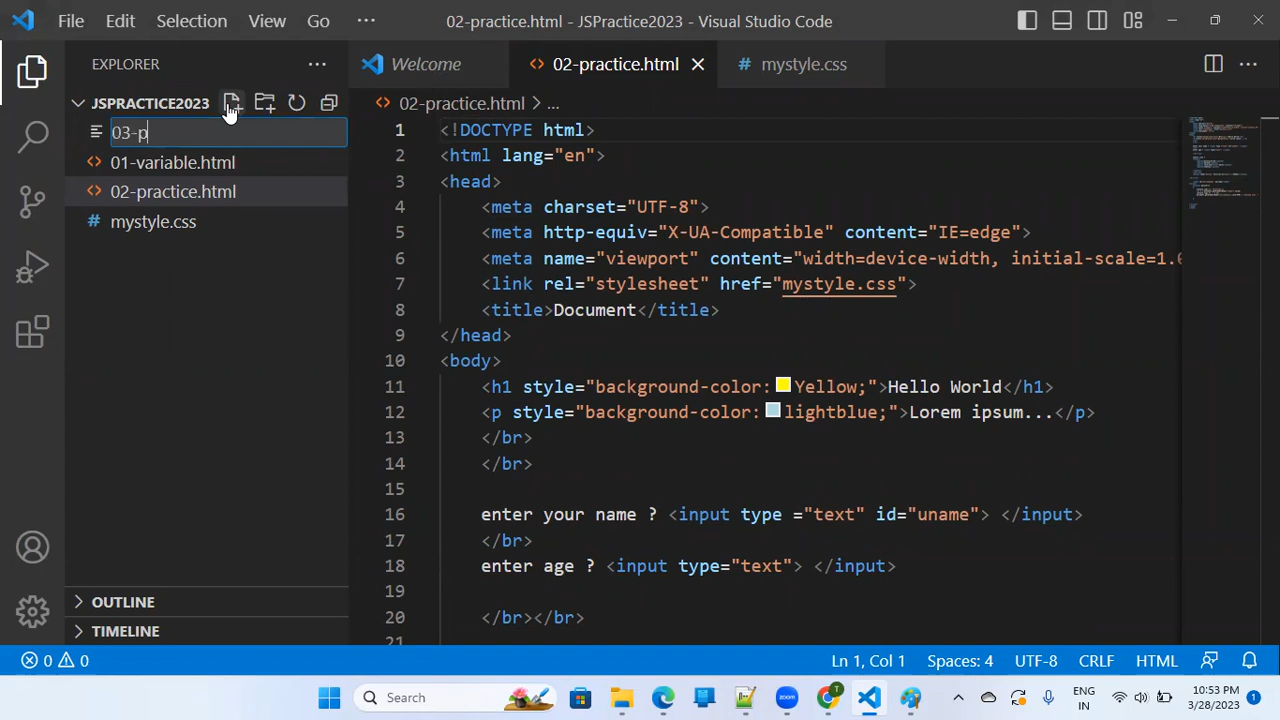 File Edit Selection View Go ··· 02-practice.html - JSPractice2023 - Visual Studio Code
EXPLORER ···
Welcome 02-practice.html mystyle.css ···
JSPRACTICE2023
02-practice.html > ...
03-p
01-variable.html
02-practice.html
mystyle.css
1 <!DOCTYPE html>
2 <html lang="en">
3 <head>
4 <meta charset="UTF-8">
5 <meta http-equiv="X-UA-Compatible" content="IE=edge">
6 <meta name="viewport" content="width=device-width, initial-scale=1.0
7 <link rel="stylesheet" href="mystyle.css">
8 <title>Document</title>
9 </head>
10 <body>
11 <h1 style="background-color: Yellow;">Hello World</h1>
12 <p style="background-color: lightblue;">Lorem ipsum...</p>
13 </br>
14 </br>
15
16 enter your name ? <input type ="text" id="uname"> </input>
17 </br>
18 enter age ? <input type="text"> </input>
19
20 </br></br>
21
OUTLINE
TIMELINE
0 0 Ln 1, Col 1 Spaces: 4 UTF-8 CRLF HTML
Search
ENG
IN
10:53 PM
3/28/2023
1